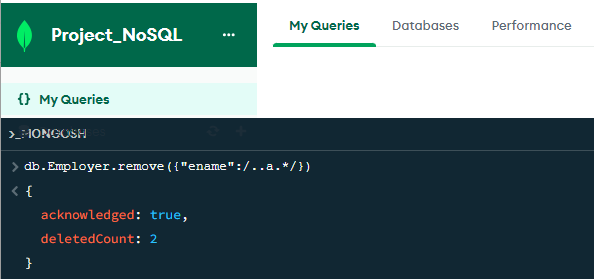 Project_NoSQL ...
My Queries Databases Performance
{} My Queries
>_MONGOSH
> db.Employer.remove({"ename":/..a.*/})
< {
acknowledged: true,
deletedCount: 2
}